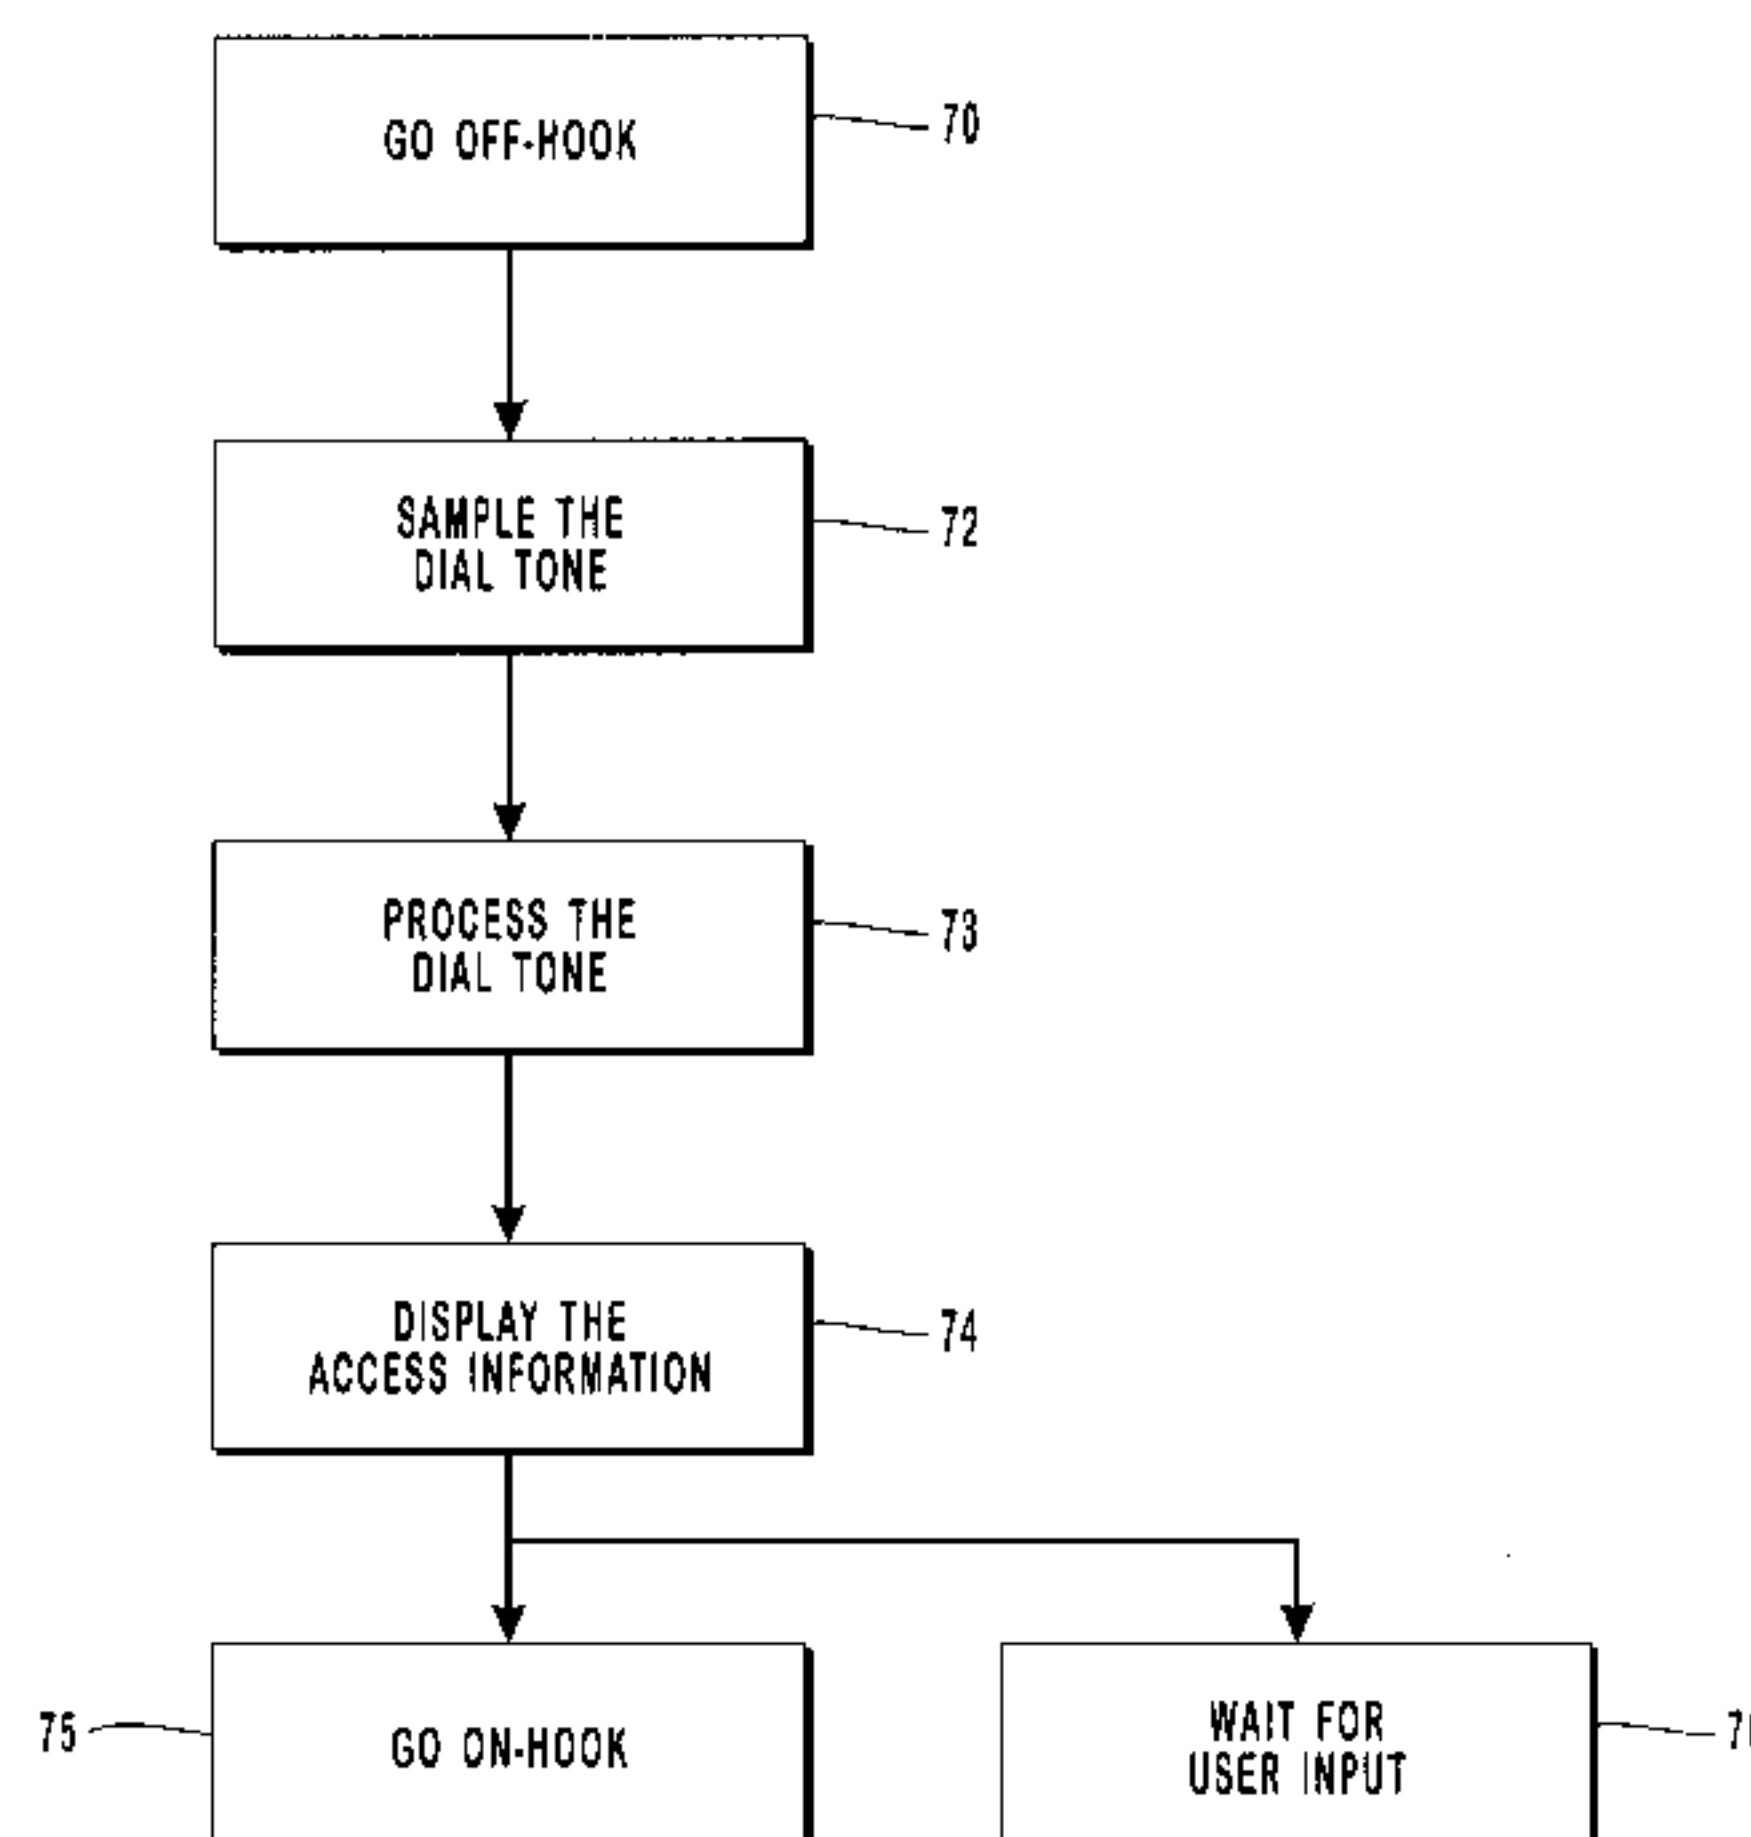 GO OFF-HOOK
70
SAMPLE THE
DIAL TONE
72
PROCESS THE
DIAL TONE
73
DISPLAY THE
ACCESS INFORMATION
74
75
GO ON-HOOK
WAIT FOR
USER INPUT